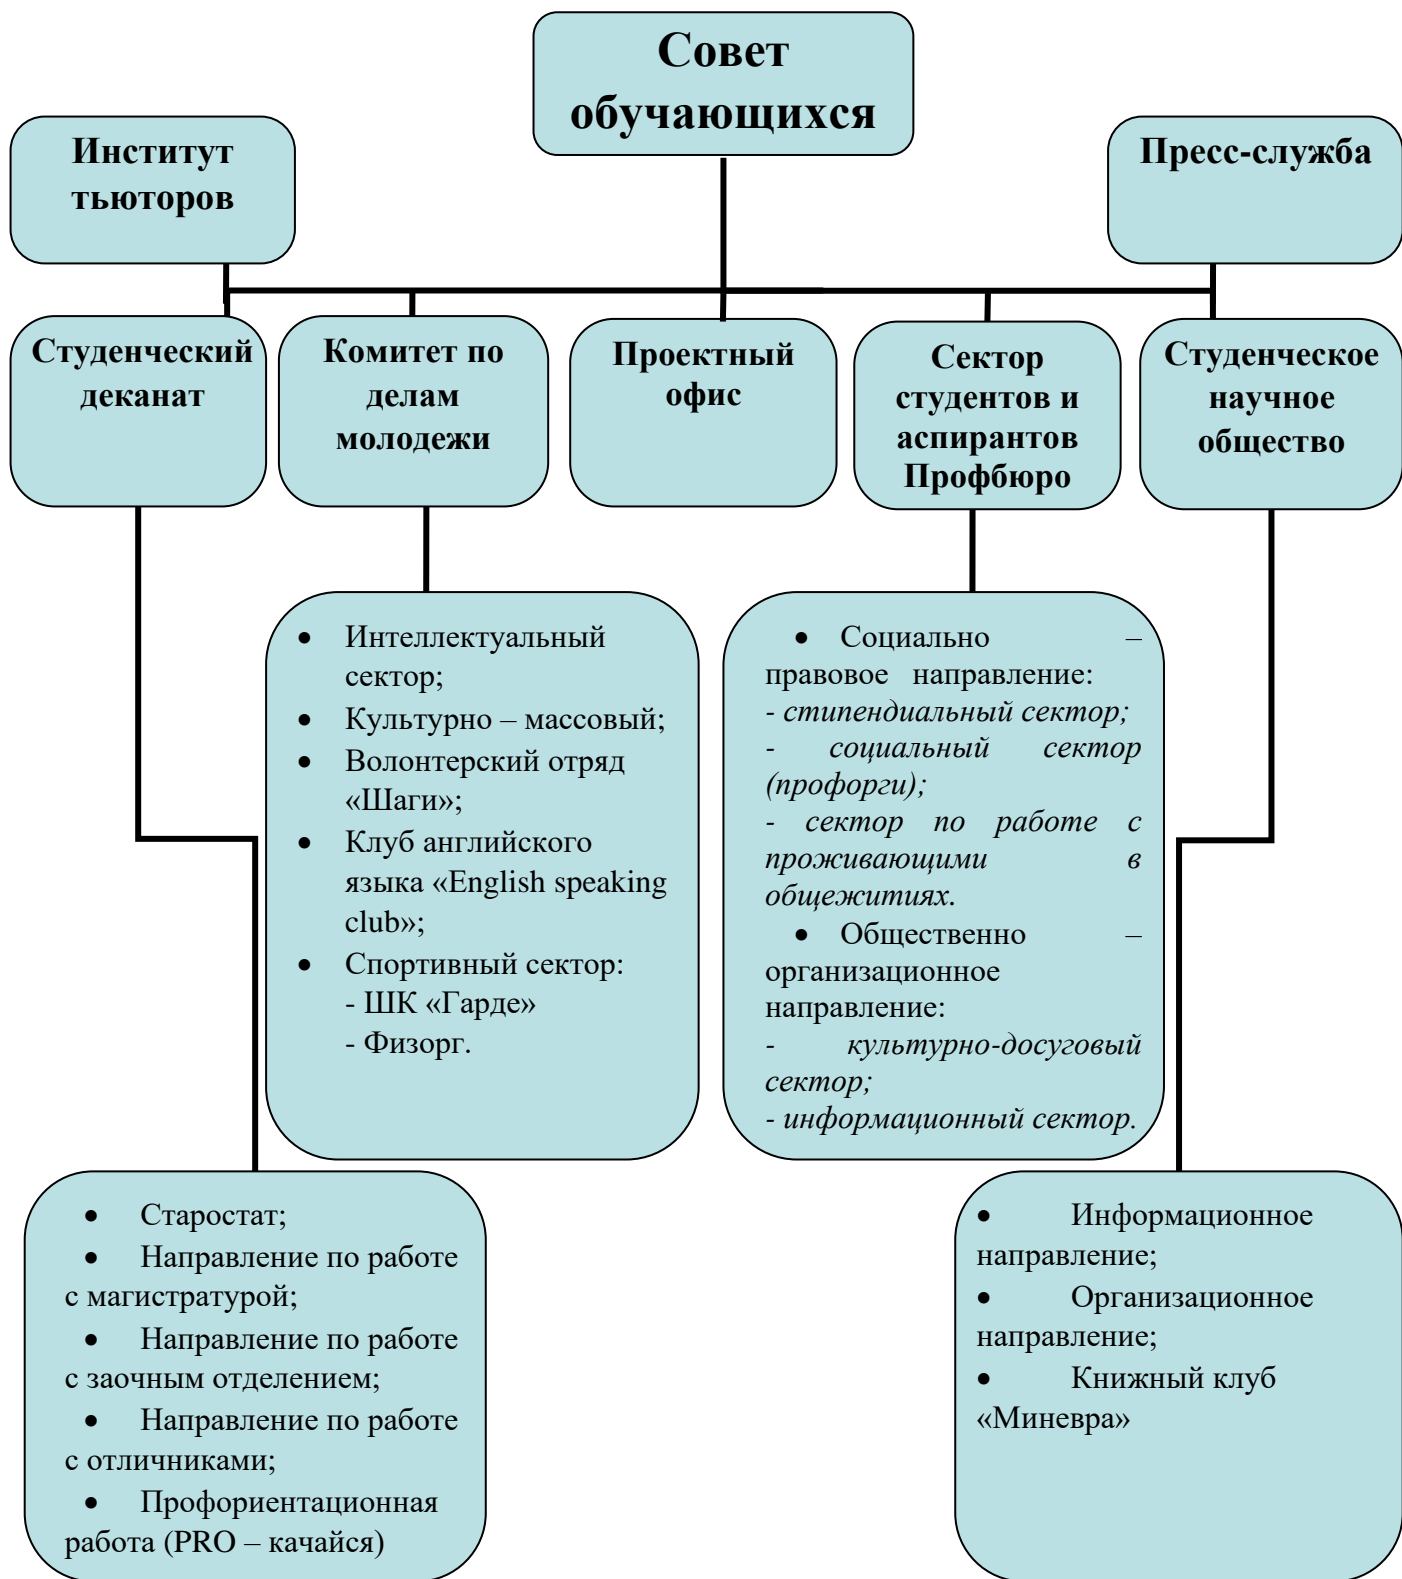 Совет
обучающихся
Институт
тьюторов
Пресс-служба
Студенческий
деканат
Комитет по
делам
молодежи
Проектный
офис
Сектор
студентов и
аспирантов
Профбюро
Студенческое
научное
общество
• Интеллектуальный
сектор;
• Культурно – массовый;
• Волонтерский отряд
«Шаги»;
• Клуб английского
языка «English speaking
club»;
• Спортивный сектор:
- ШК «Гарде»
- Физорг.
• Социально –
правовое направление:
- стипендиальный сектор;
- социальный сектор
(профорги);
- сектор по работе с
проживающими в
общежитиях.
• Общественно –
организационное
направление:
- культурно-досуговый
сектор;
- информационный сектор.
• Старостат;
• Направление по работе
с магистратурой;
• Направление по работе
с заочным отделением;
• Направление по работе
с отличниками;
• Профориентационная
работа (PRO – качайся)
• Информационное
направление;
• Организационное
направление;
• Книжный клуб
«Миневра»